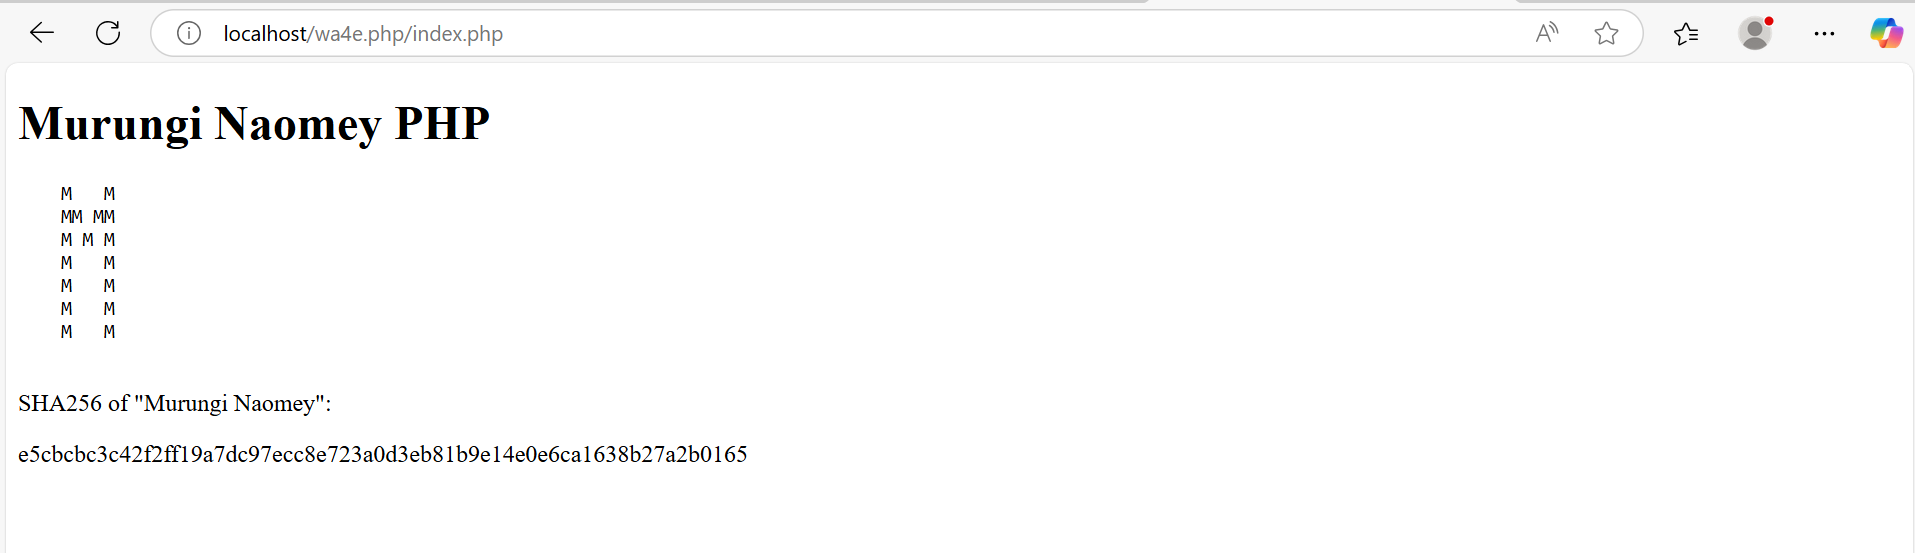 localhost/wa4e.php/index.php
Murungi Naomey PHP
M   M
MM MM
M M M
M   M
M   M
M   M
M   M
SHA256 of "Murungi Naomey":
e5cbcbc3c42f2ff19a7dc97ecc8e723a0d3eb81b9e14e0e6ca1638b27a2b0165